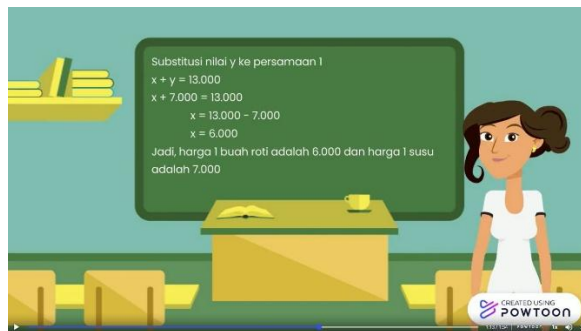 Substitusi nilai y ke persamaan 1
x + y = 13.000
x + 7.000 = 13.000
x = 13.000 - 7.000
x = 6.000
Jadi, harga 1 buah roti adalah 6.000 dan harga 1 susu
adalah 7.000
CREATED USING
POWTOON
1x